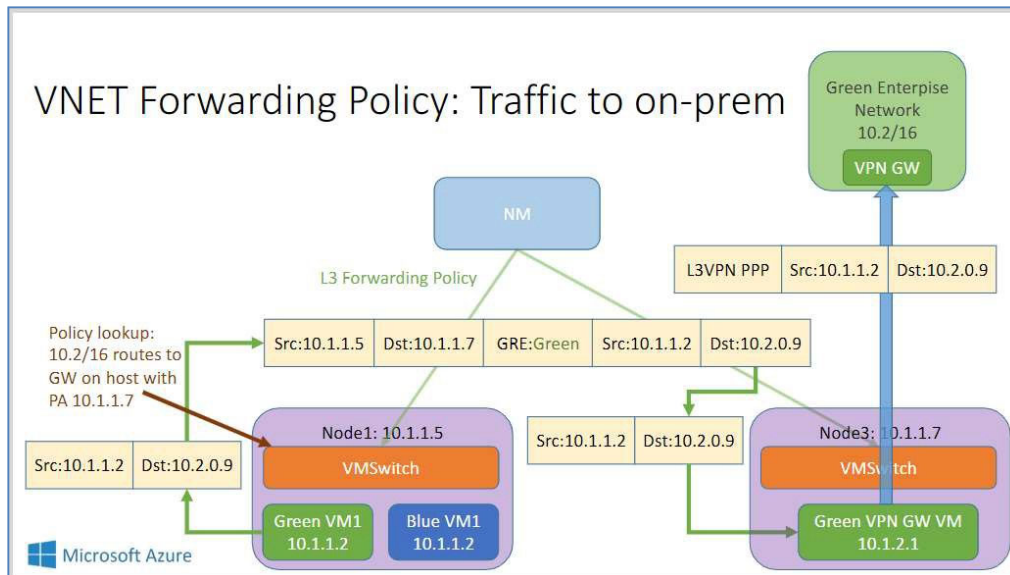 VNET Forwarding Policy: Traffic to on-prem
Green Enterpise
Network
10.2/16
VPN GW
NM
L3 Forwarding Policy
L3VPN PPP Src:10.1.1.2 Dst:10.2.0.9
Policy lookup:
10.2/16 routes to
GW on host with
PA 10.1.1.7
Src:10.1.1.5 Dst:10.1.1.7 GRE:Green Src:10.1.1.2 Dst:10.2.0.9
Src:10.1.1.2 Dst:10.2.0.9
Node1: 10.1.1.5
VMSwitch
Green VM1
10.1.1.2
Blue VM1
10.1.1.2
Src:10.1.1.2 Dst:10.2.0.9
Node3: 10.1.1.7
VMSwitch
Green VPN GW VM
10.1.2.1
Microsoft Azure